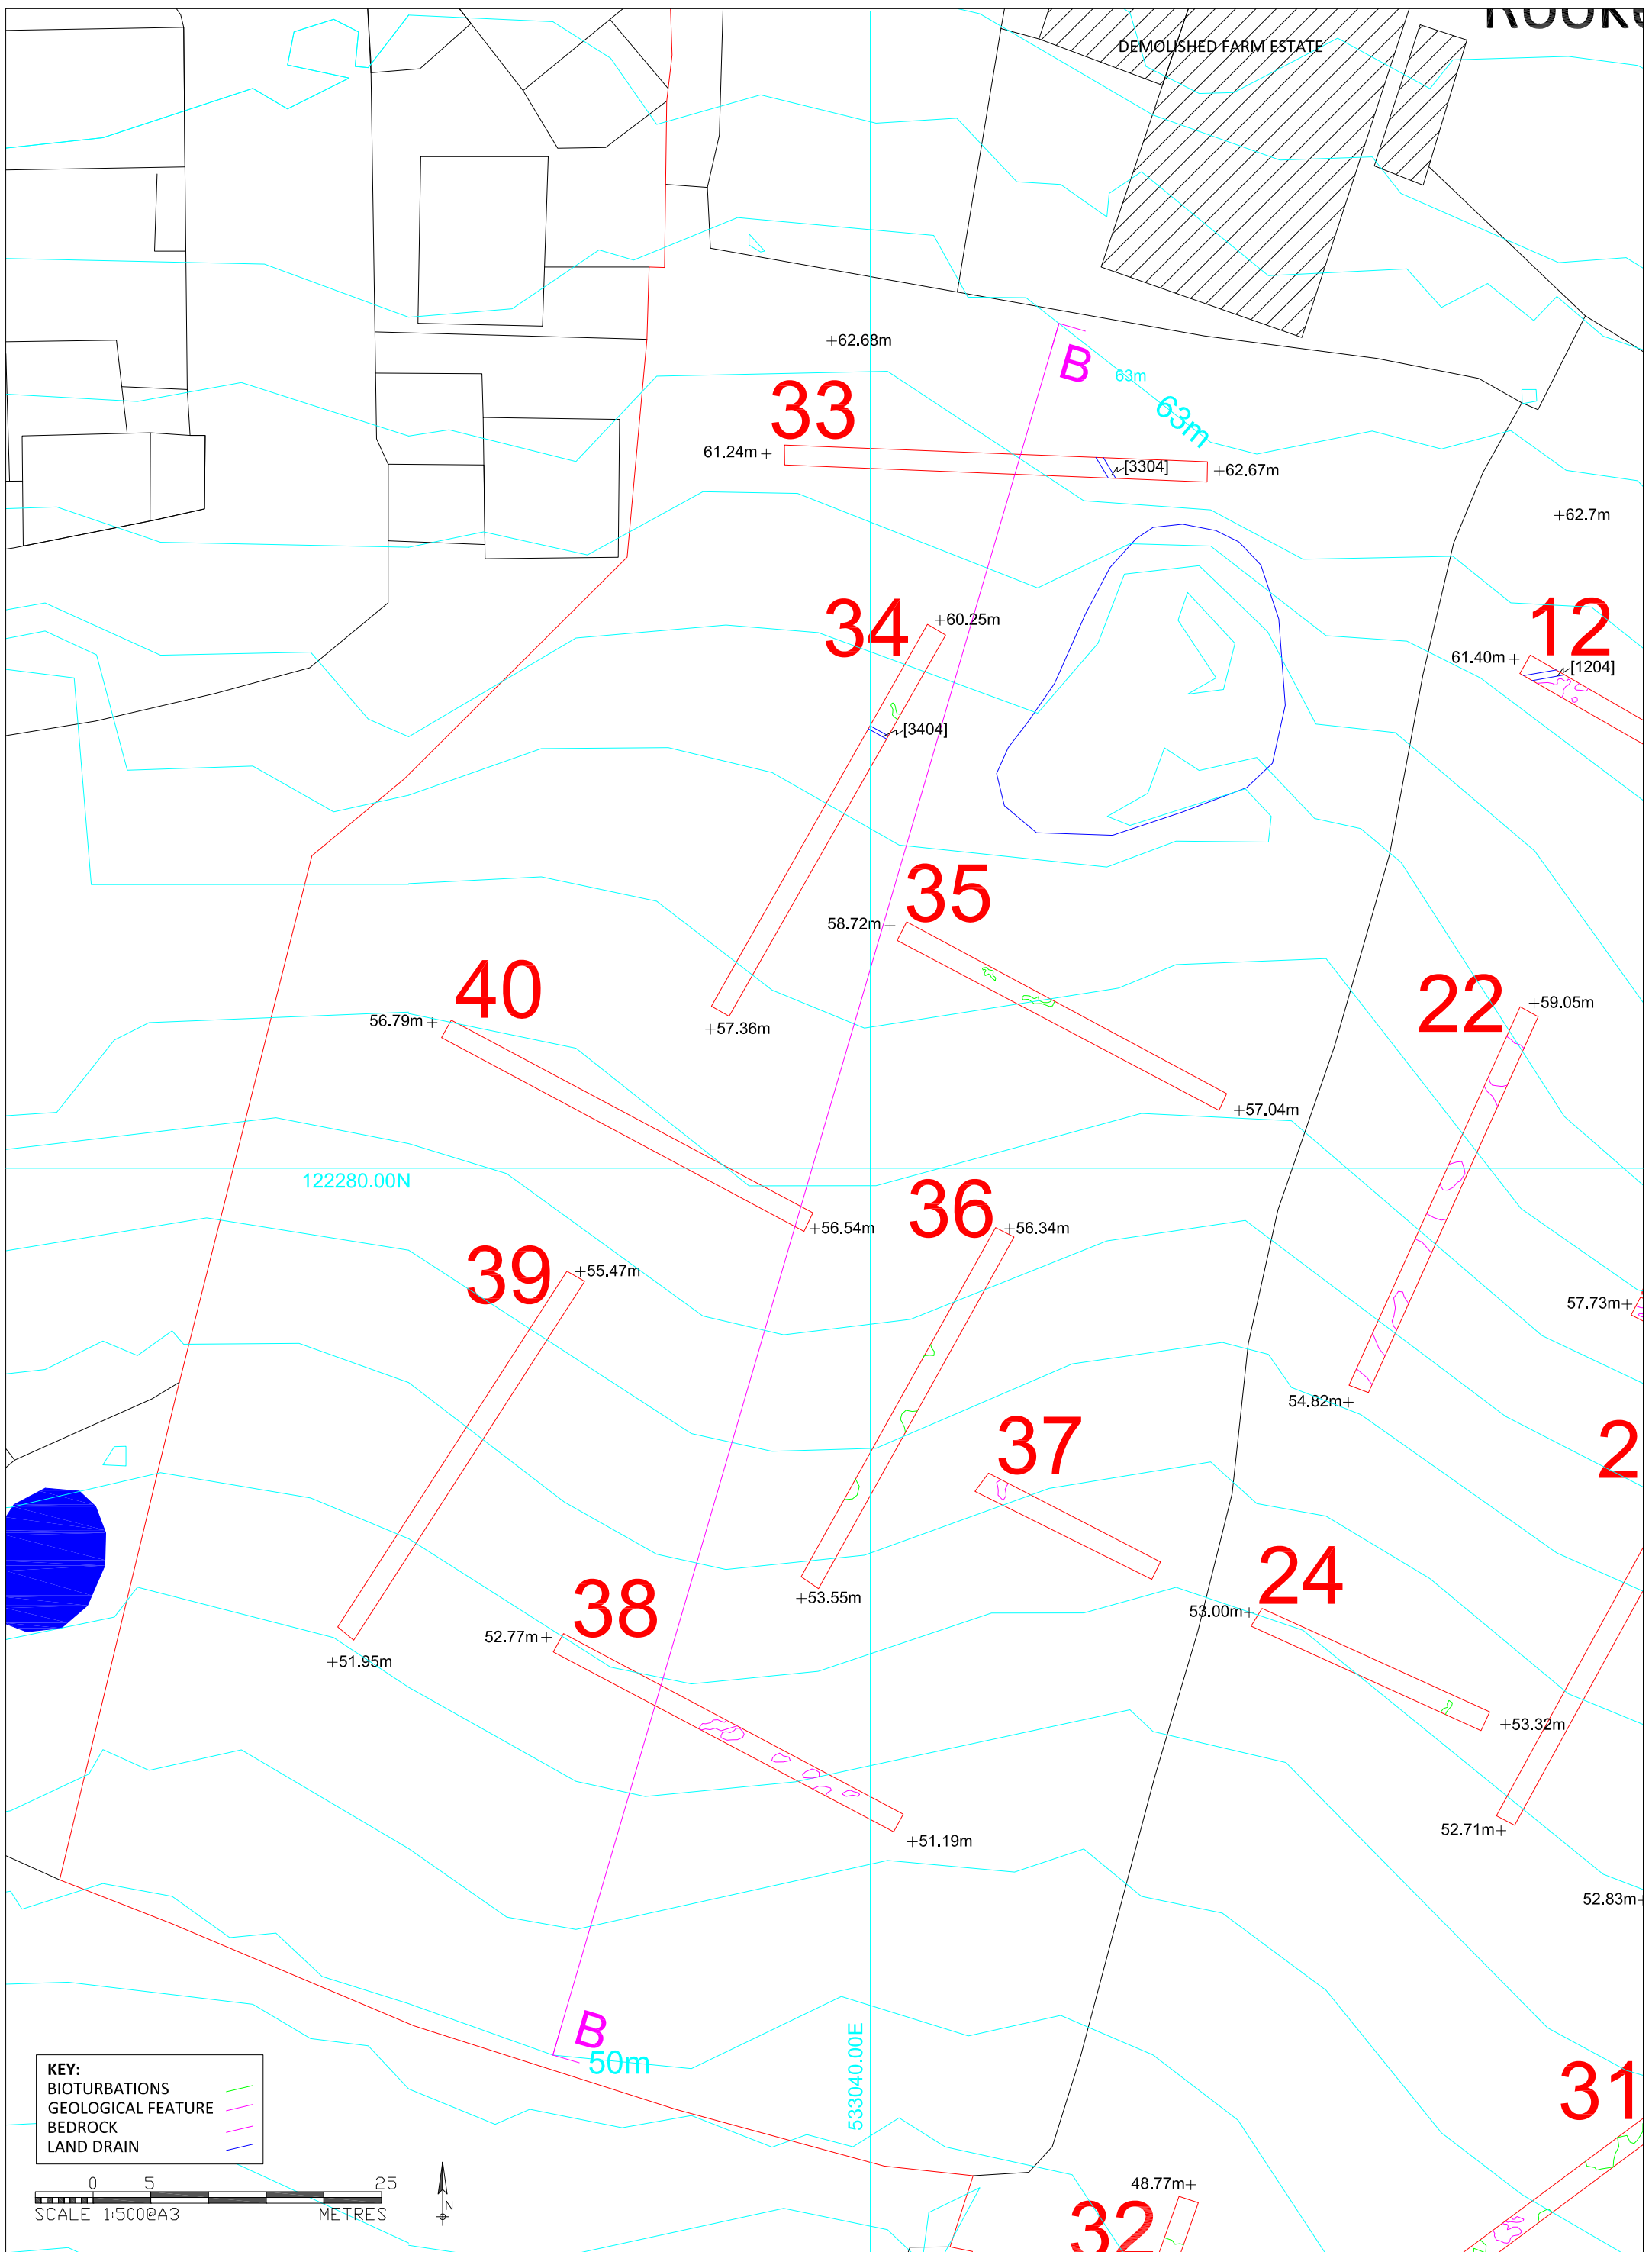 DEMOLISHED FARM ESTATE
+62.68m
B
63m
63m
33
61.24m +
[3304]
+62.67m
+62.7m
34
+60.25m
12
61.40m +
[1204]
[3404]
35
58.72m +
40
56.79m +
+57.36m
22
+59.05m
+57.04m
122280.00N
36
+56.34m
+56.54m
39
+55.47m
57.73m+
54.82m+
37
2
24
53.00m+
+53.55m
38
52.77m +
+51.95m
+53.32m
52.71m+
+51.19m
52.83m+
B
50m
533040.00E
31
KEY:
BIOTURBATIONS
GEOLOGICAL FEATURE
BEDROCK
LAND DRAIN
0 5 25
SCALE 1:500@A3 METRES
N
48.77m+
32